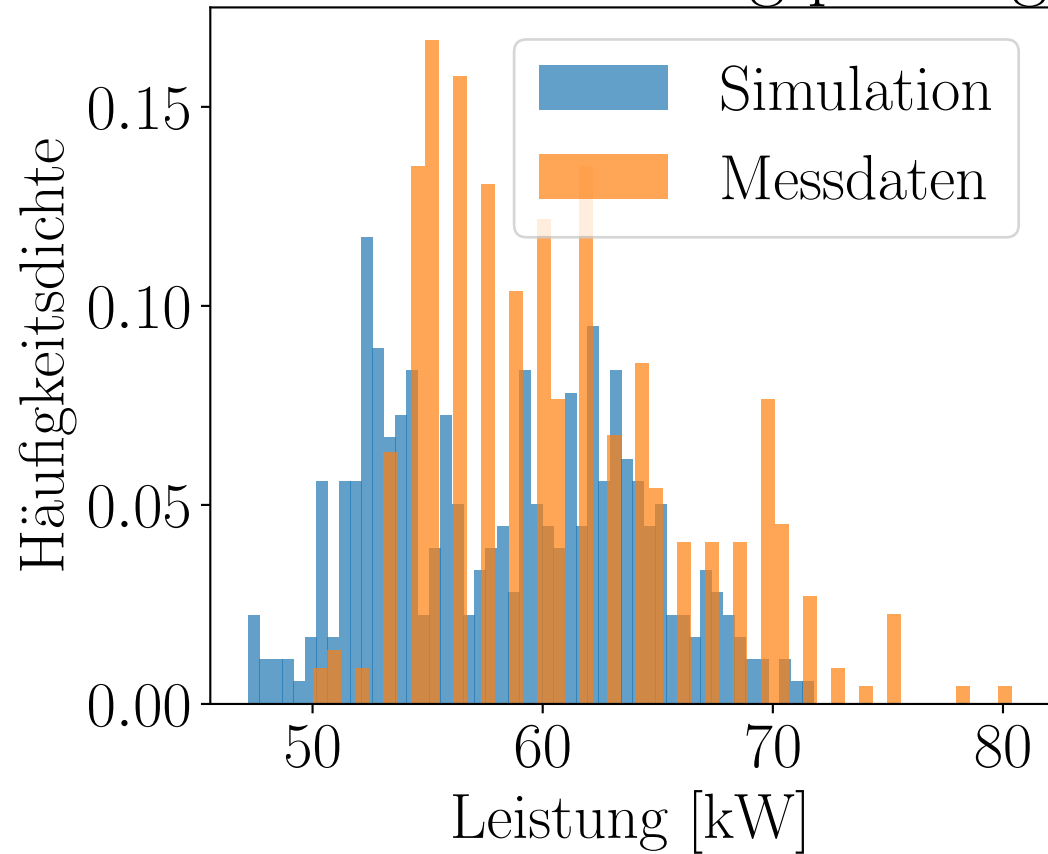 Simulation
Messdaten
Häufigkeitsdichte
0.15
0.10
0.05
0.00
50 60 70 80
Leistung [kW]